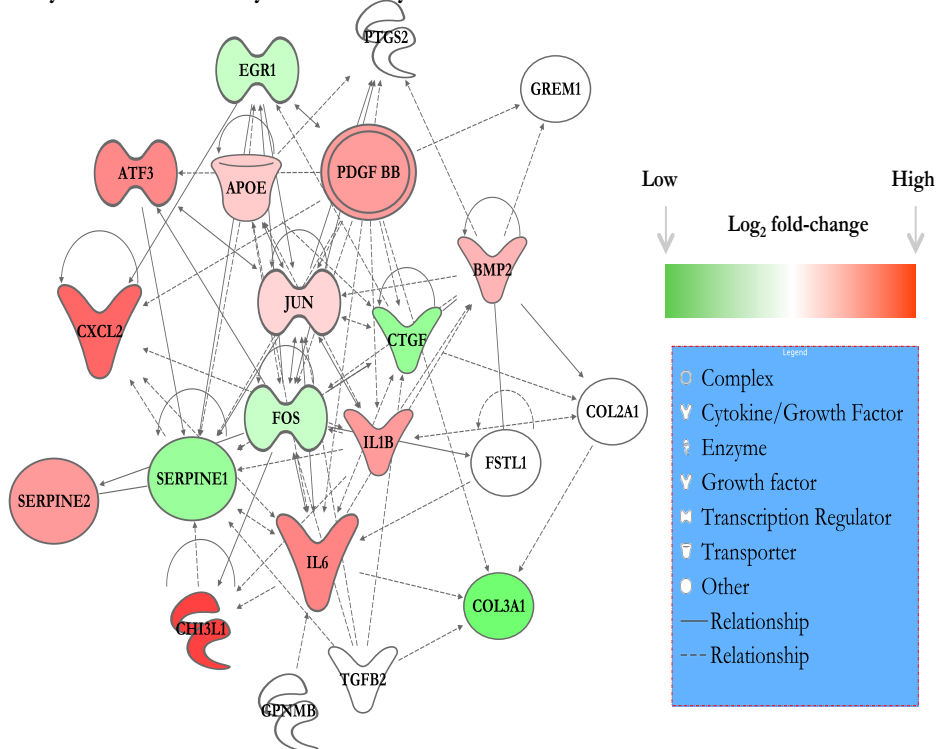 PTGS2
EGR1
GREM1
ATF3
APOE
PDGF BB
BMP2
JUN
CXCL2
CTGF
FOS
IL1B
COL2A1
FSTL1
SERPINE1
SERPINE2
IL6
COL3A1
CHI3L1
TGFB2
GPNMB
Low
High
Log2 fold-change
Legend
Complex
Cytokine/Growth Factor
Enzyme
Growth factor
Transcription Regulator
Transporter
Other
Relationship
Relationship